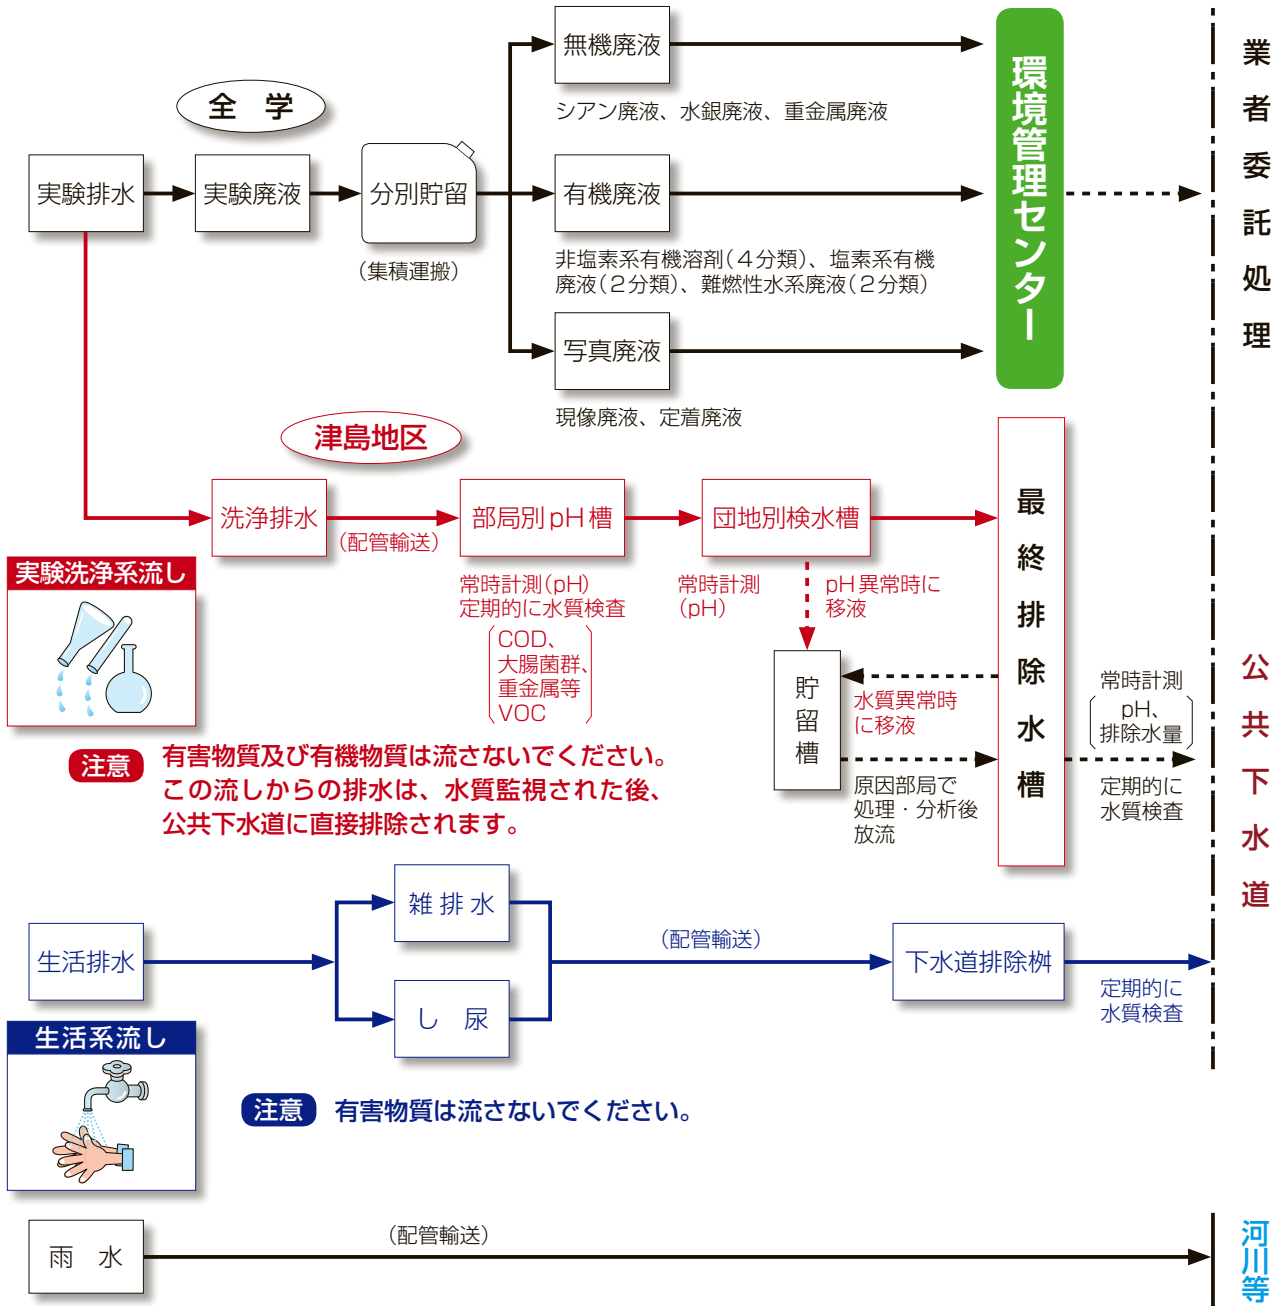 全　学
実験排水
実験廃液
分別貯留
(集積運搬)
無機廃液
シアン廃液、水銀廃液、重金属廃液
有機廃液
非塩素系有機溶剤(４分類)、塩素系有機
廃液(２分類)、難燃性水系廃液(２分類)
写真廃液
現像廃液、定着廃液
環境管理センター
業者委託処理
津島地区
洗浄排水
(配管輸送)
部局別pH槽
常時計測(pH)
定期的に水質検査
COD、
大腸菌群、
重金属等
VOC
団地別検水槽
常時計測
(pH)
pH異常時に
移液
貯留槽
水質異常時
に移液
原因部局で
処理・分析後
放流
最終排除水槽
常時計測
pH、
排除水量
定期的に
水質検査
公共下水道
実験洗浄系流し
注意
有害物質及び有機物質は流さないでください。
この流しからの排水は、水質監視された後、
公共下水道に直接排除されます。
生活排水
雑排水
し　尿
(配管輸送)
下水道排除桝
定期的に
水質検査
生活系流し
注意
有害物質は流さないでください。
雨　水
(配管輸送)
河川等